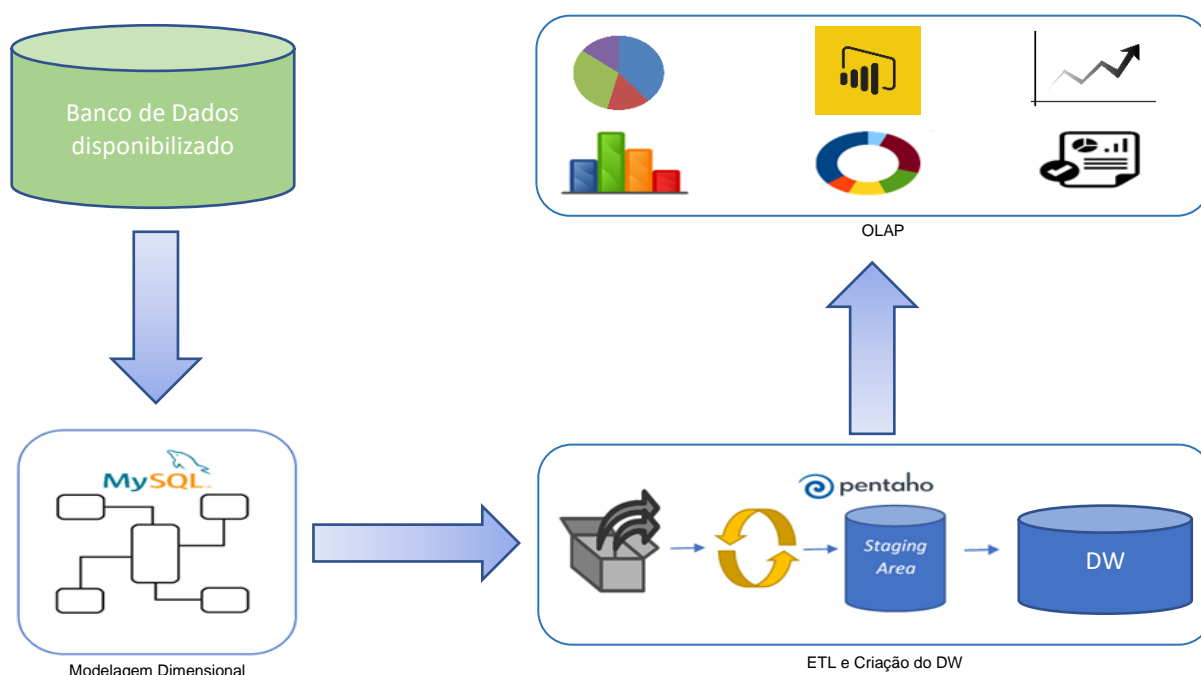 Banco de Dados
disponibilizado
OLAP
MySQL
Modelagem Dimensional
pentaho
Staging
Area
DW
ETL e Criação do DW